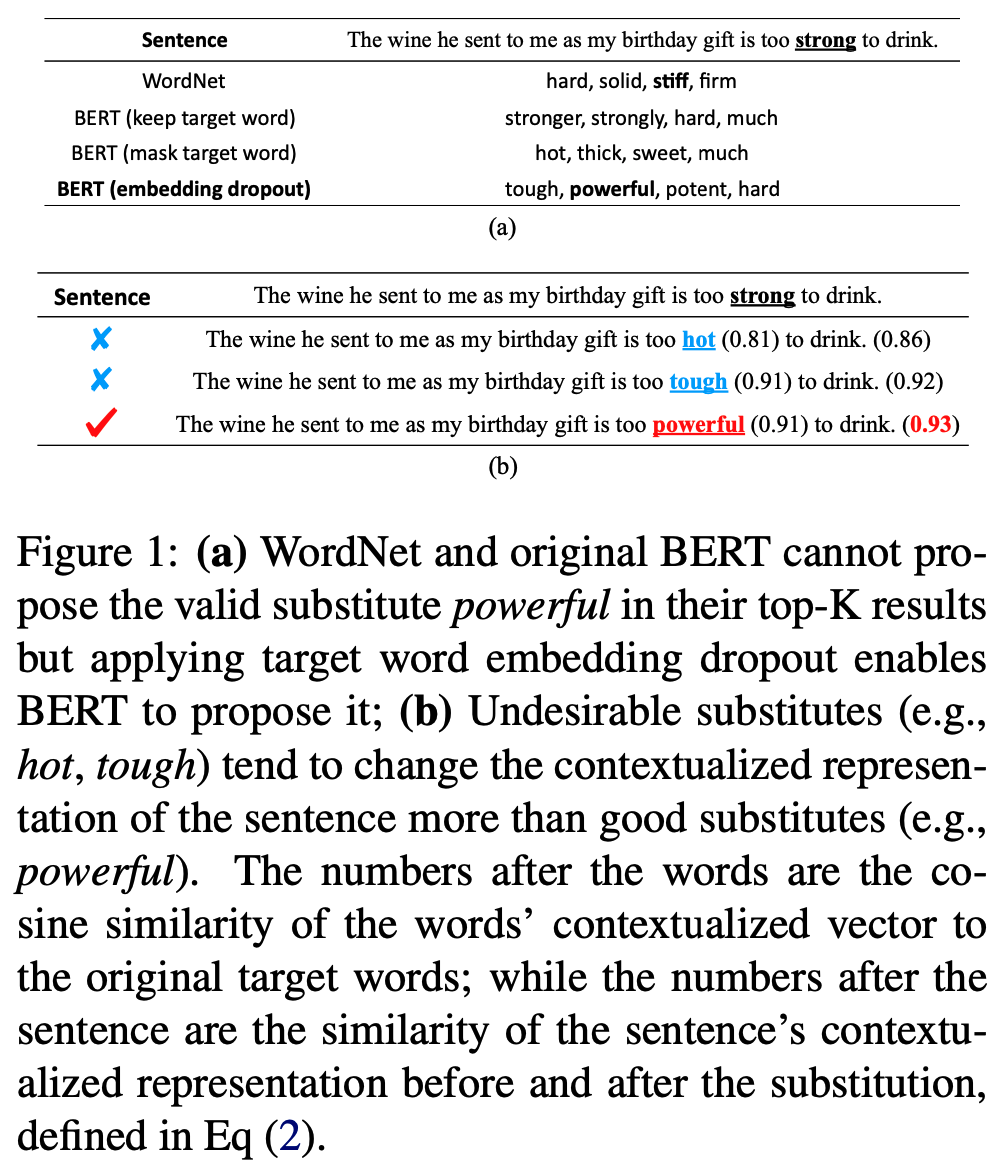 Sentence The wine he sent to me as my birthday gift is too strong to drink.
WordNet hard, solid, stiff, firm
BERT (keep target word) stronger, strongly, hard, much
BERT (mask target word) hot, thick, sweet, much
BERT (embedding dropout) tough, powerful, potent, hard
(a)
Sentence The wine he sent to me as my birthday gift is too strong to drink.
✘ The wine he sent to me as my birthday gift is too hot (0.81) to drink. (0.86)
✘ The wine he sent to me as my birthday gift is too tough (0.91) to drink. (0.92)
✓ The wine he sent to me as my birthday gift is too powerful (0.91) to drink. (0.93)
(b)
Figure 1: (a) WordNet and original BERT cannot pro-
pose the valid substitute powerful in their top-K results
but applying target word embedding dropout enables
BERT to propose it; (b) Undesirable substitutes (e.g.,
hot, tough) tend to change the contextualized represen-
tation of the sentence more than good substitutes (e.g.,
powerful). The numbers after the words are the co-
sine similarity of the words’ contextualized vector to
the original target words; while the numbers after the
sentence are the similarity of the sentence’s contextu-
alized representation before and after the substitution,
defined in Eq (2).